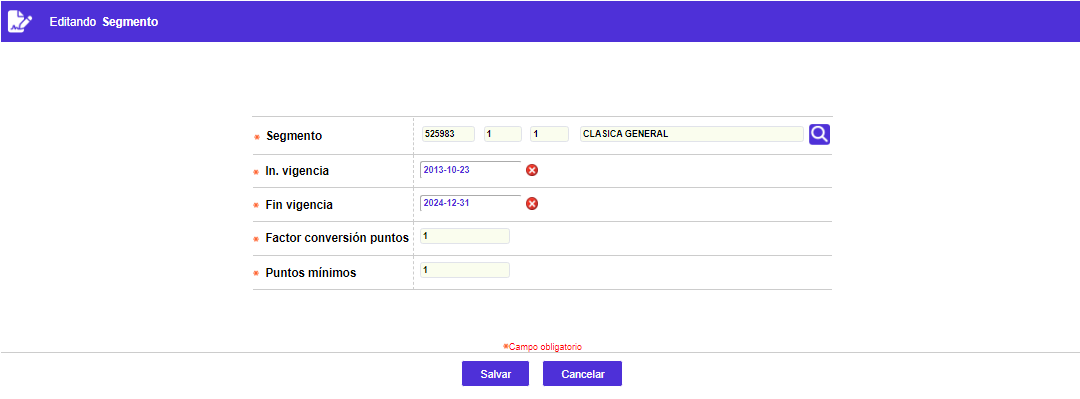 Editando Segmento
Segmento 525983 1 1 CLASICA GENERAL
In. vigencia 2013-10-23
Fin vigencia 2024-12-31
Factor conversión puntos 1
Puntos mínimos 1
*Campo obligatorio
Salvar Cancelar